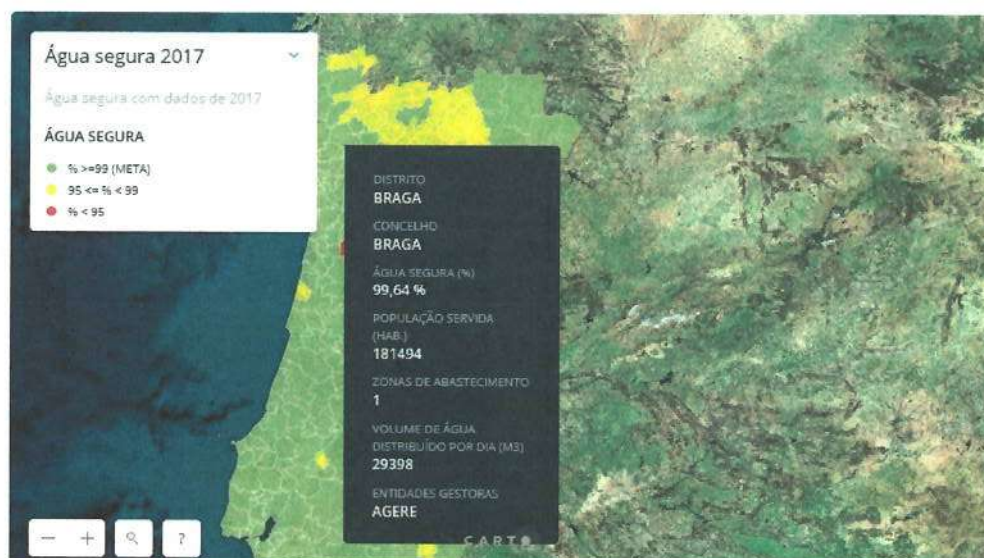 Água segura 2017
Água segura com dados de 2017
ÁGUA SEGURA
% >=99 (META)
95 <= % < 99
% < 95
DISTRITO
BRAGA
CONCELHO
BRAGA
ÁGUA SEGURA (%)
99,64 %
POPULAÇÃO SERVIDA
(HAB.)
181494
ZONAS DE ABASTECIMENTO
1
VOLUME DE ÁGUA
DISTRIBUÍDO POR DIA (M3)
29398
ENTIDADES GESTORAS
AGERE
CARTO
?